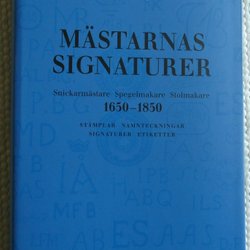 MÄSTARNAS
SIGNATURER
Snickarmästare Spegelmakare Stolmakare
1650–1850
STÄMPLAR NAMNTECKNINGAR
SIGNATURER ETIKETTER